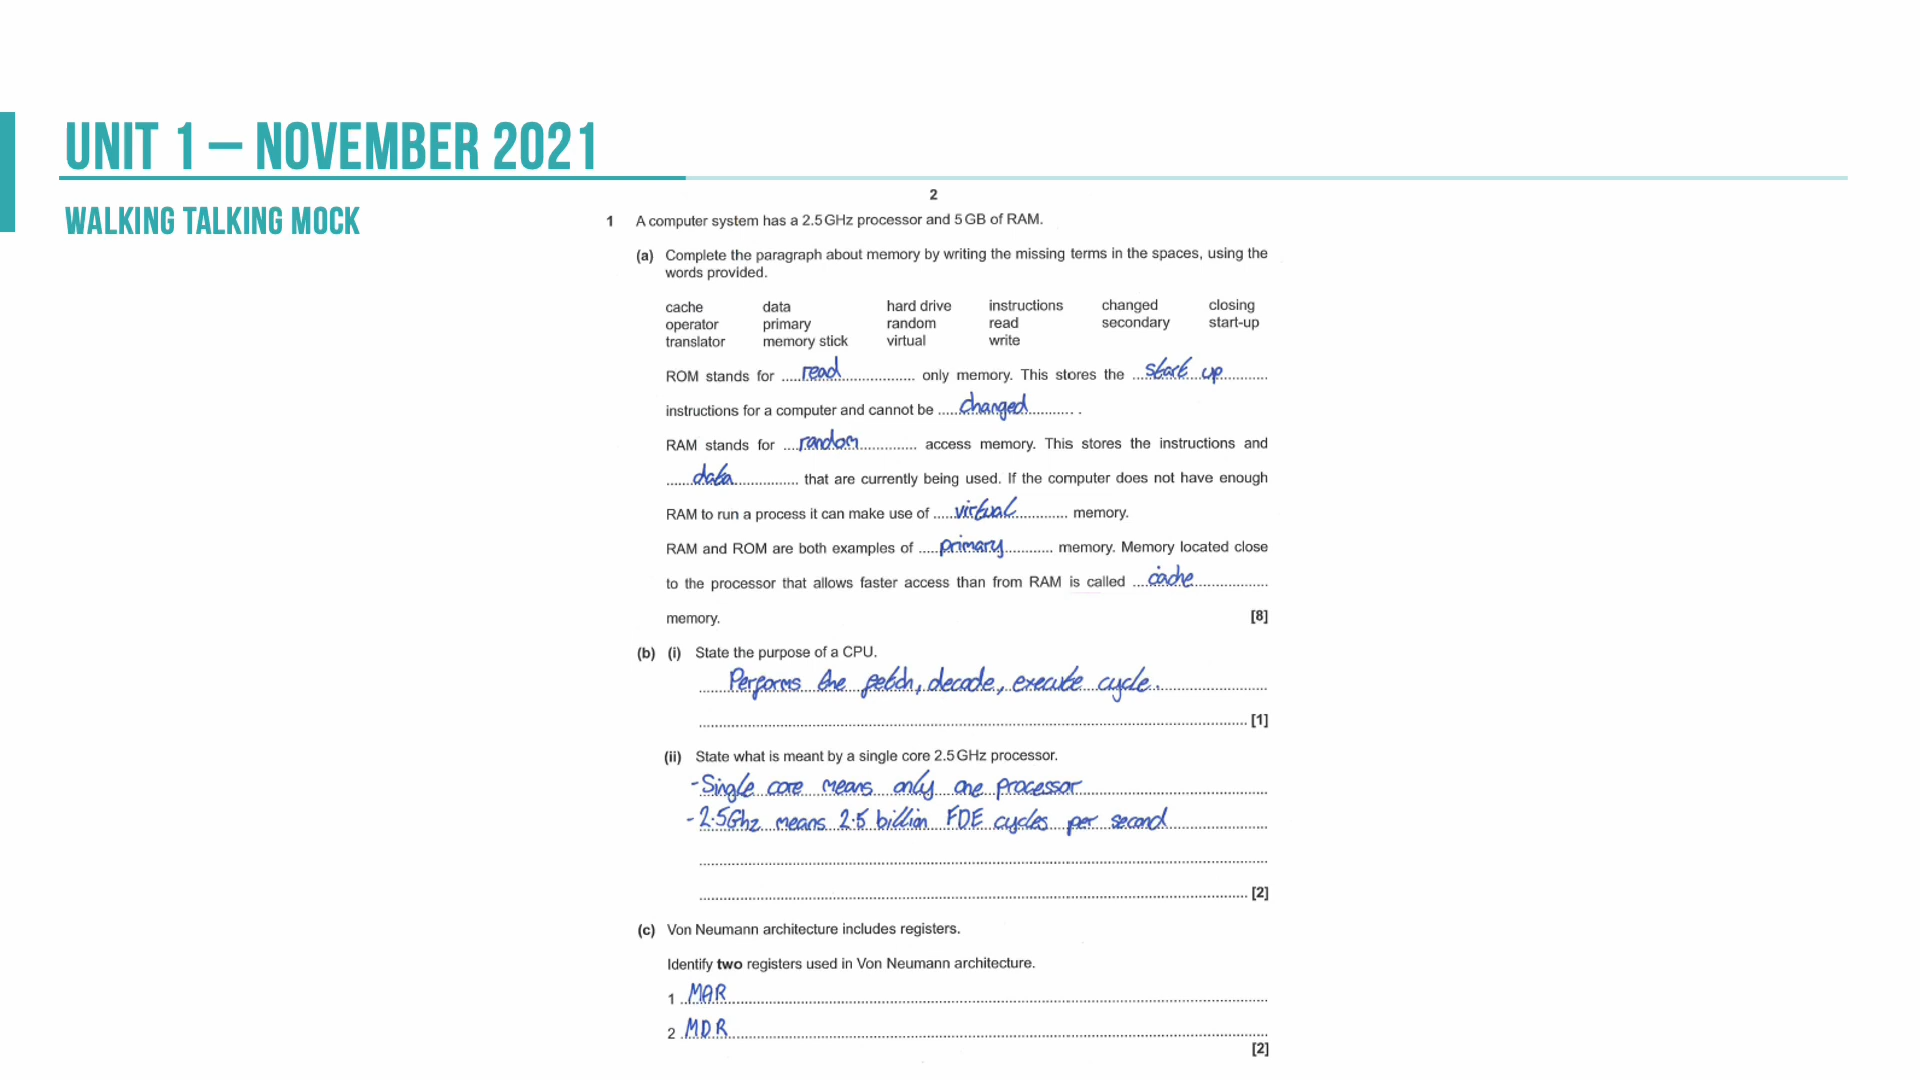 UNIT 1 – NOVEMBER 2021
WALKING TALKING MOCK
2
1 A computer system has a 2.5 GHz processor and 5 GB of RAM.
(a) Complete the paragraph about memory by writing the missing terms in the spaces, using the
words provided.
cache data hard drive instructions changed closing
operator primary random read secondary start-up
translator memory stick virtual write
ROM stands for read only memory. This stores the start up
instructions for a computer and cannot be changed.
RAM stands for random access memory. This stores the instructions and
data that are currently being used. If the computer does not have enough
RAM to run a process it can make use of virtual memory.
RAM and ROM are both examples of primary memory. Memory located close
to the processor that allows faster access than from RAM is called cache
memory. [8]
(b) (i) State the purpose of a CPU.
Performs the fetch, decode, execute cycle.
[1]
(ii) State what is meant by a single core 2.5 GHz processor.
- Single core means only one processor
- 2.5Ghz means 2.5 billion FDE cycles per second
[2]
(c) Von Neumann architecture includes registers.
Identify two registers used in Von Neumann architecture.
1 MAR
2 MDR
[2]